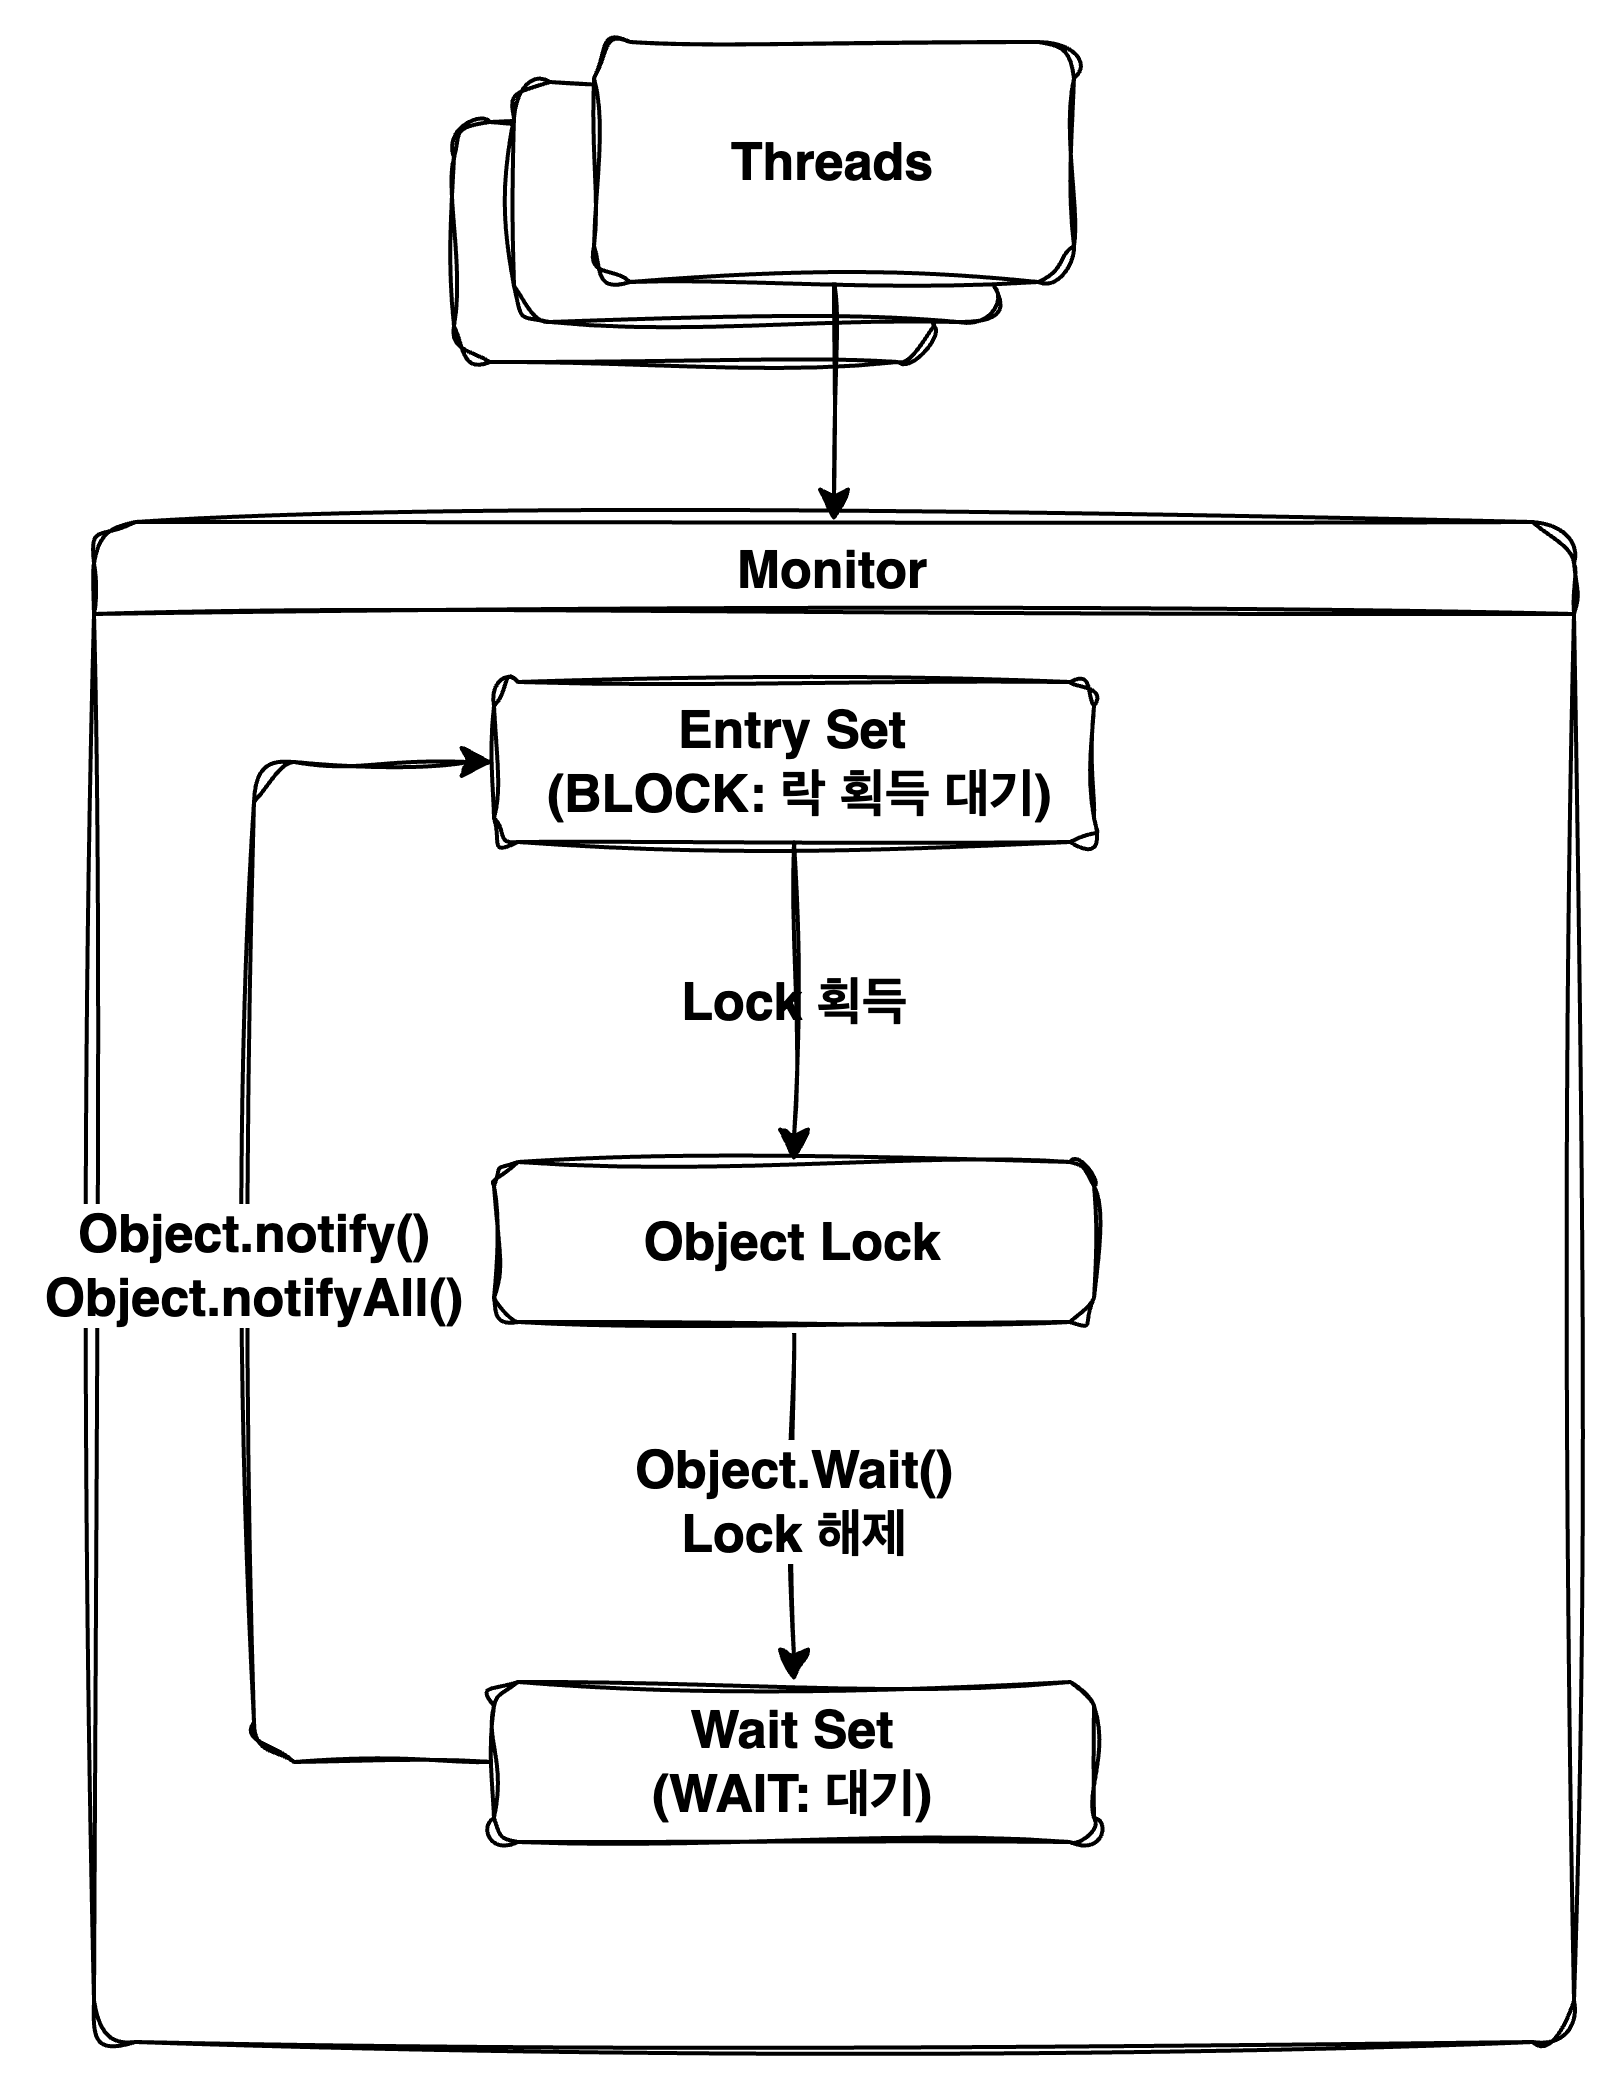 Threads
Monitor
Entry Set
(BLOCK: 락 획득 대기)
Lock 획득
Object.notify()
Object.notifyAll()
Object Lock
Object.Wait()
Lock 해제
Wait Set
(WAIT: 대기)